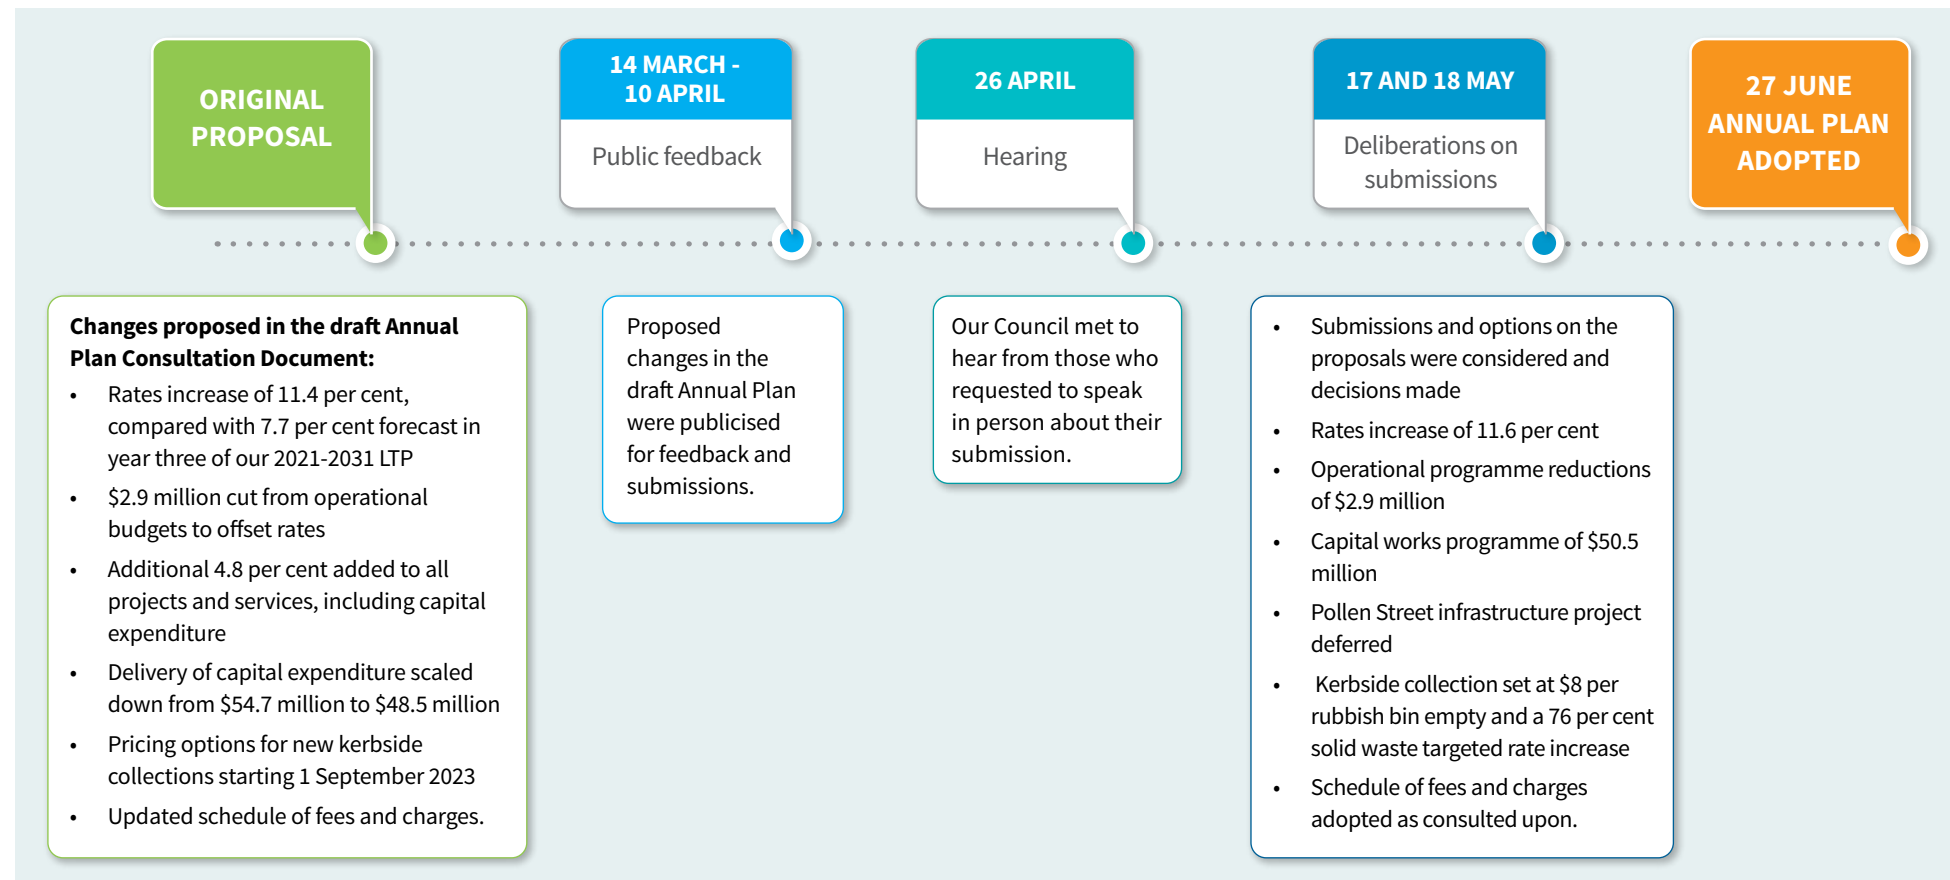 ORIGINAL
PROPOSAL
14 MARCH -
10 APRIL
Public feedback
26 APRIL
Hearing
17 AND 18 MAY
Deliberations on
submissions
27 JUNE
ANNUAL PLAN
ADOPTED
Changes proposed in the draft Annual
Plan Consultation Document:
• Rates increase of 11.4 per cent,
compared with 7.7 per cent forecast in
year three of our 2021-2031 LTP
• $2.9 million cut from operational
budgets to offset rates
• Additional 4.8 per cent added to all
projects and services, including capital
expenditure
• Delivery of capital expenditure scaled
down from $54.7 million to $48.5 million
• Pricing options for new kerbside
collections starting 1 September 2023
• Updated schedule of fees and charges.
Proposed
changes in the
draft Annual Plan
were publicised
for feedback and
submissions.
Our Council met to
hear from those who
requested to speak
in person about their
submission.
• Submissions and options on the
proposals were considered and
decisions made
• Rates increase of 11.6 per cent
• Operational programme reductions
of $2.9 million
• Capital works programme of $50.5
million
• Pollen Street infrastructure project
deferred
• Kerbside collection set at $8 per
rubbish bin empty and a 76 per cent
solid waste targeted rate increase
• Schedule of fees and charges
adopted as consulted upon.